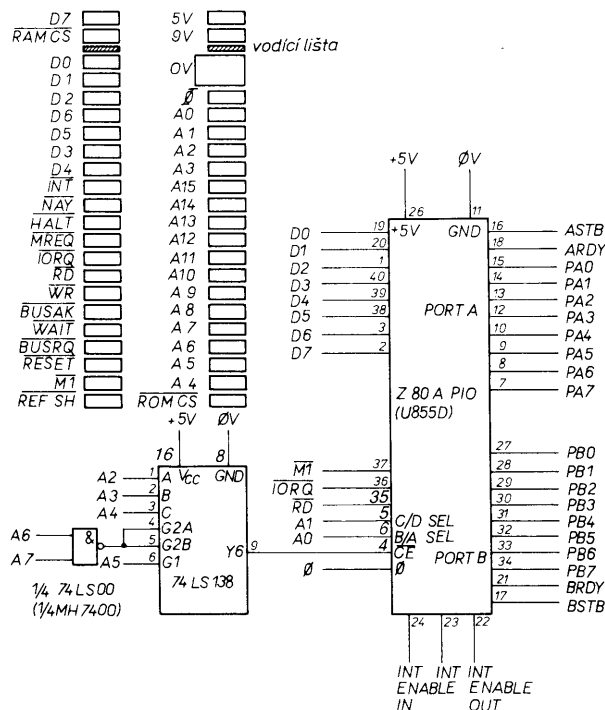 D7 5V
RAMCS 9V
vodící lišta
D0 0V
D1
D2 Ø
D6 A0
D5 A1
D3 A2
D4 A3
INT A15
NAY A14
HALT A13
MREQ A12
IORQ A11
RD A10
WR A9
BUSAK A8
WAIT A7
BUSRQ A6
RESET A5
M1 A4
REF SH ROMCS
+5V ØV
16 8
A2 1 A VCC GND
A3 2 B
A4 3 C
A6 & 4 G2A
A7 5 G2B Y6 9
A5 6 G1
74LS138
1/4 74LS00
(1/4MH7400)
+5V ØV
26 11
+5V GND
D0 19
D1 20
D2 1
D3 40
D4 39
D5 38
D6 3
D7 2
16 ASTB
18 ARDY
15 PA0
14 PA1
13 PA2
PORT A 12 PA3
10 PA4
9 PA5
8 PA6
7 PA7
Z 80 A PIO
(U855D)
M1 37
IORQ 36
RD 35
A1 5 C/D SEL
A0 6 B/A SEL
4 CE
Ø Ø
27 PB0
28 PB1
29 PB2
30 PB3
31 PB4
32 PB5
PORT B 33 PB6
34 PB7
21 BRDY
17 BSTB
24 23 22
INT INT INT
ENABLE ENABLE
IN OUT